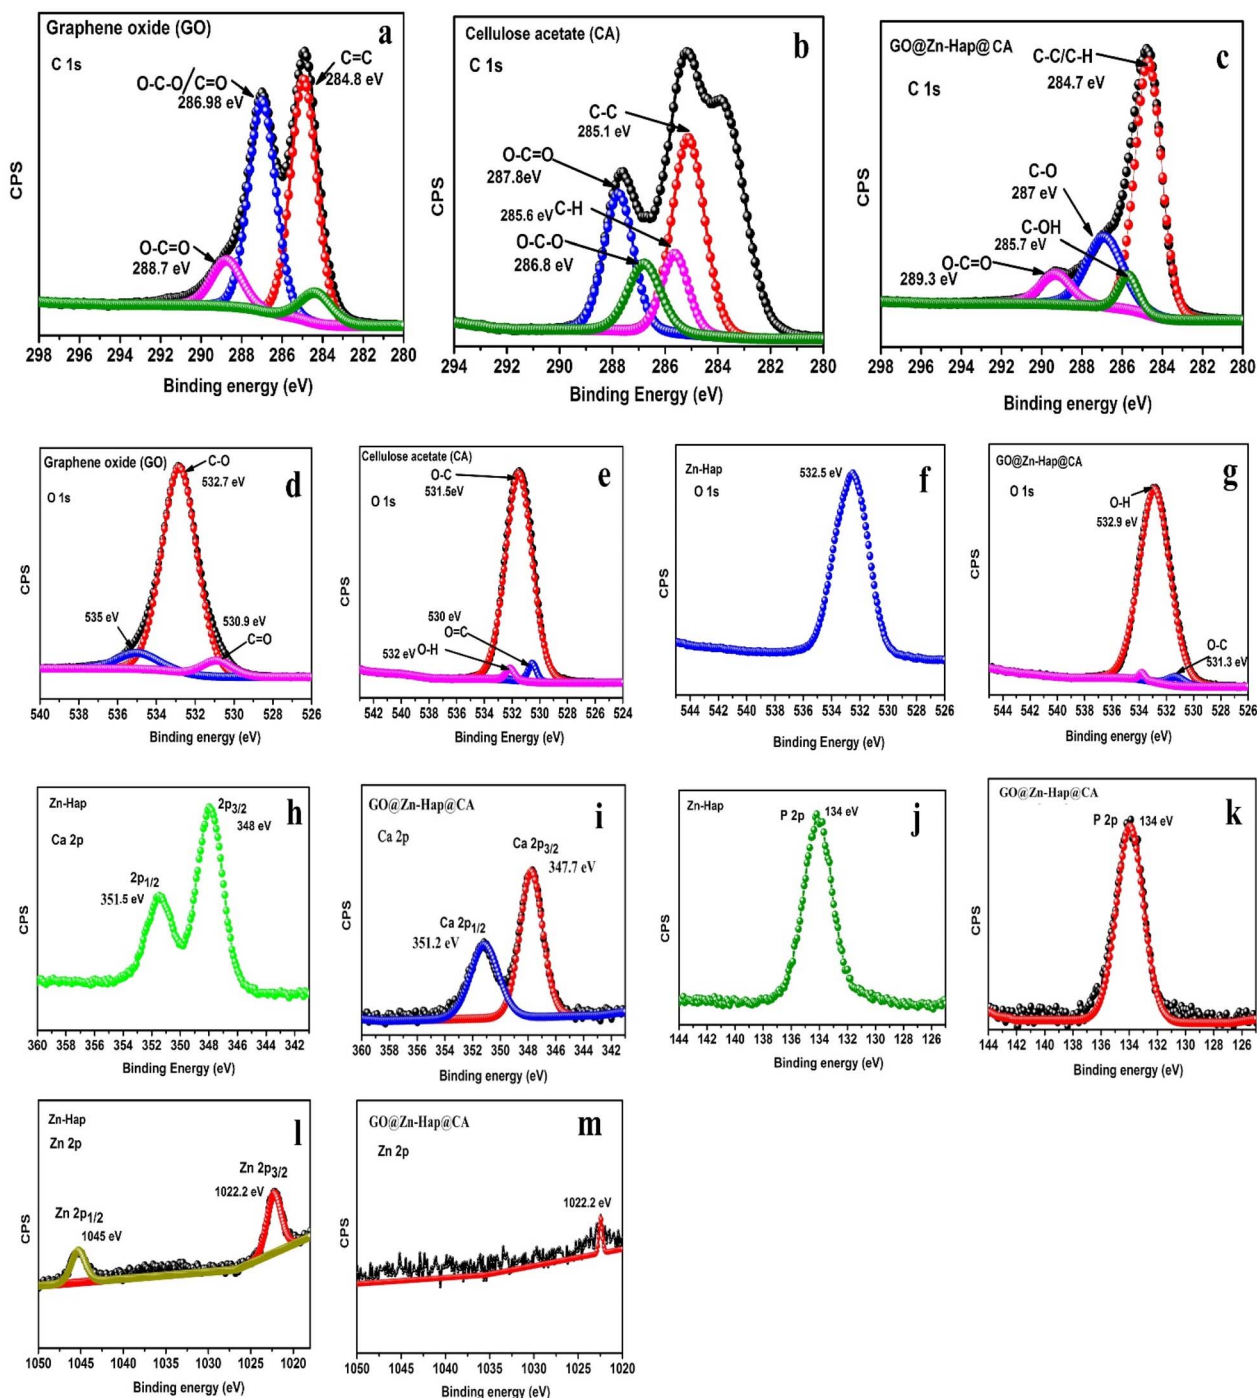 Graphene oxide (GO)
a
C 1s
O-C-O/C=O
286.98 eV
C=C
284.8 eV
O-C=O
288.7 eV
CPS
298 296 294 292 290 288 286 284 282 280
Binding energy (eV)
Cellulose acetate (CA)
b
C 1s
C-C
285.1 eV
O-C=O
287.8eV
285.6 eV C-H
O-C-O
286.8 eV
CPS
294 292 290 288 286 284 282 280
Binding Energy (eV)
GO@Zn-Hap@CA
c
C 1s
C-C/C-H
284.7 eV
C-O
287 eV
C-OH
285.7 eV
O-C=O
289.3 eV
CPS
298 296 294 292 290 288 286 284 282 280
Binding energy (eV)
Graphene oxide (GO)
d
O 1s
C-O
532.7 eV
535 eV
530.9 eV
C=O
CPS
540 538 536 534 532 530 528 526
Binding energy (eV)
Cellulose acetate (CA)
e
O 1s
O-C
531.5eV
530 eV
O=C
532 eV O-H
CPS
542 540 538 536 534 532 530 528 526 524
Binding Energy (eV)
Zn-Hap
f
O 1s
532.5 eV
CPS
544 542 540 538 536 534 532 530 528 526
Binding Energy (eV)
GO@Zn-Hap@CA
g
O 1s
O-H
532.9 eV
O-C
531.3 eV
CPS
544 542 540 538 536 534 532 530 528 526
Binding energy (eV)
Zn-Hap
h
Ca 2p
2p3/2
348 eV
2p1/2
351.5 eV
CPS
360 358 356 354 352 350 348 346 344 342
Binding Energy (eV)
GO@Zn-Hap@CA
i
Ca 2p
Ca 2p3/2
347.7 eV
Ca 2p1/2
351.2 eV
CPS
360 358 356 354 352 350 348 346 344 342
Binding energy (eV)
Zn-Hap
j
P 2p 134 eV
CPS
144 142 140 138 136 134 132 130 128 126
Binding energy (eV)
GO@Zn-Hap@CA
k
P 2p 134 eV
CPS
144 142 140 138 136 134 132 130 128 126
Binding energy (eV)
Zn-Hap
l
Zn 2p
Zn 2p3/2
1022.2 eV
Zn 2p1/2
1045 eV
CPS
1050 1045 1040 1035 1030 1025 1020
Binding energy (eV)
GO@Zn-Hap@CA
m
Zn 2p
1022.2 eV
CPS
1050 1045 1040 1035 1030 1025 1020
Binding energy (eV)